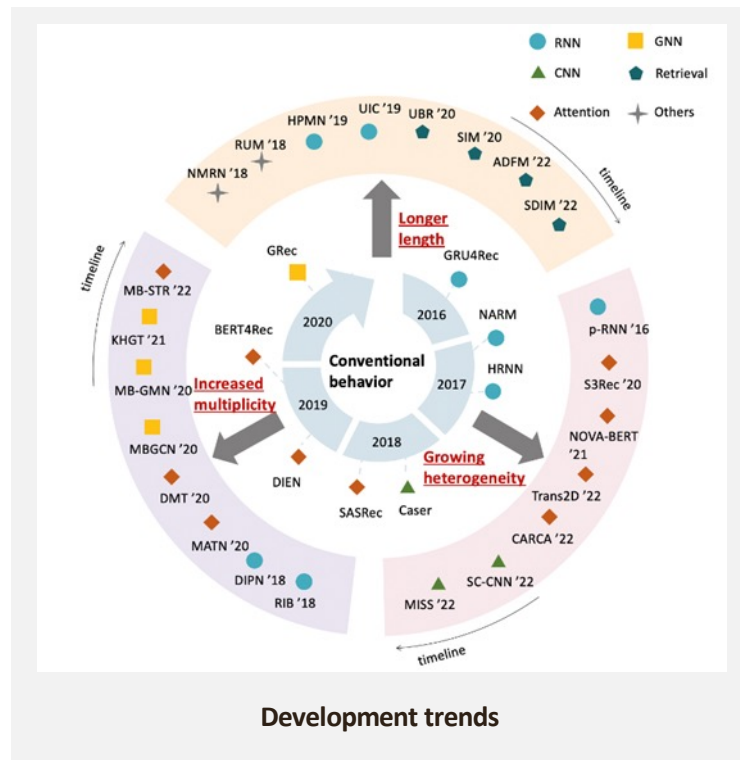 RNN
GNN
CNN
Retrieval
Attention
Others
NMRN ’18
RUM ’18
HPMN ’19
UIC ’19
UBR ’20
SIM ’20
ADFM ’22
SDIM ’22
timeline
Longer
length
timeline
MB-STR ’22
KHGT ’21
MB-GMN ’20
MBGCN ’20
DMT ’20
MATN ’20
DIPN ’18
RIB ’18
Increased
multiplicity
GRec
BERT4Rec
DIEN
SASRec
Caser
HRNN
NARM
GRU4Rec
2016
2017
2018
2019
2020
Conventional
behavior
Growing
heterogeneity
p-RNN ’16
S3Rec ’20
NOVA-BERT
’21
Trans2D ’22
CARCA ’22
SC-CNN ’22
MISS ’22
timeline
Development trends